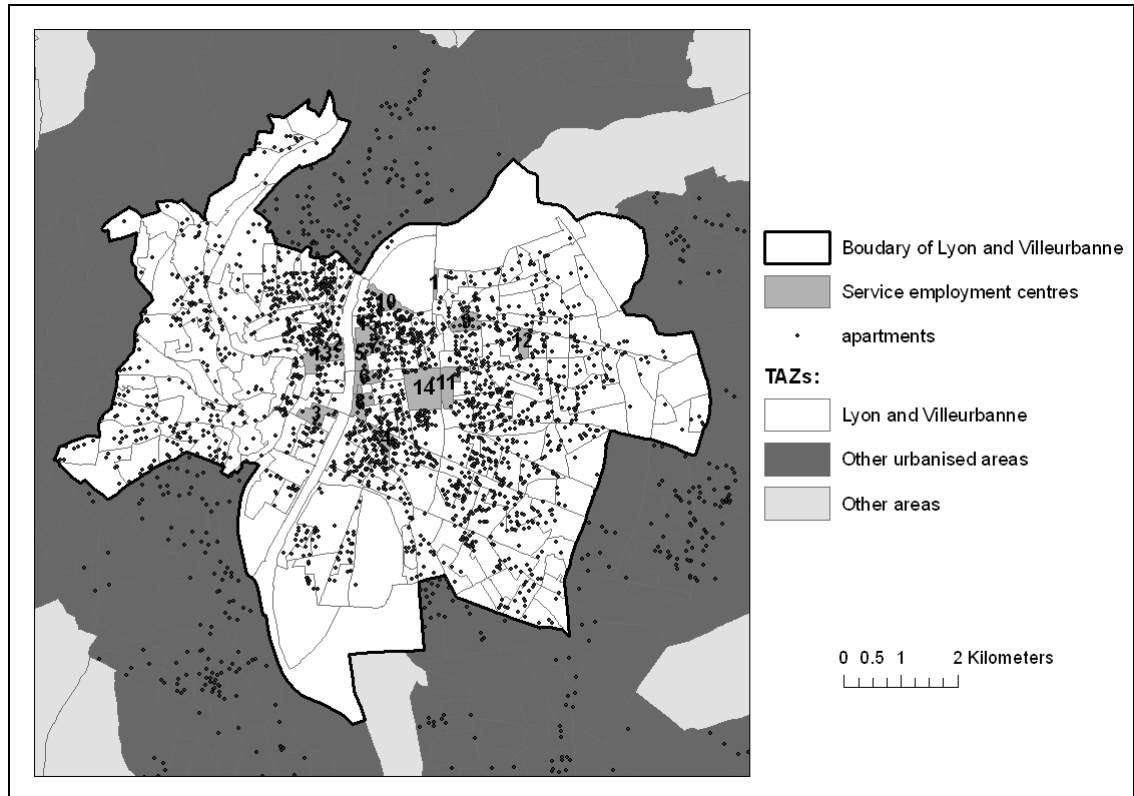 1
10
2
13
5
6
8
3
4
14
11
12
Boudary of Lyon and Villeurbanne
Service employment centres
apartments
TAZs:
Lyon and Villeurbanne
Other urbanised areas
Other areas
0 0.5 1 2 Kilometers